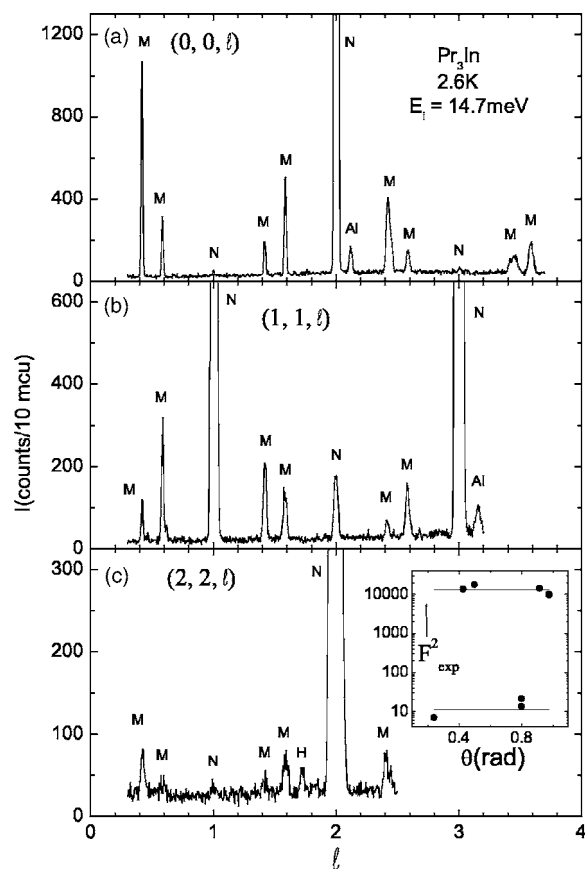 1300
(a)
M
(0, 0, ℓ)
N
Pr₃In
2.6K
Eᵢ = 14.7meV
800
M
M
M
400
M
Al
M
N
N
M
M
0
600
(b)
N
(1, 1, ℓ)
N
400
M
M
M
N
M
200
M
M
Al
0
I(counts/10 mcu)
300
(c)
(2, 2, ℓ)
N
10000
1000
F²exp
100
10
0.4
0.8
θ(rad)
200
100
M
M
N
M
M
H
M
0
0
1
2
3
4
ℓ